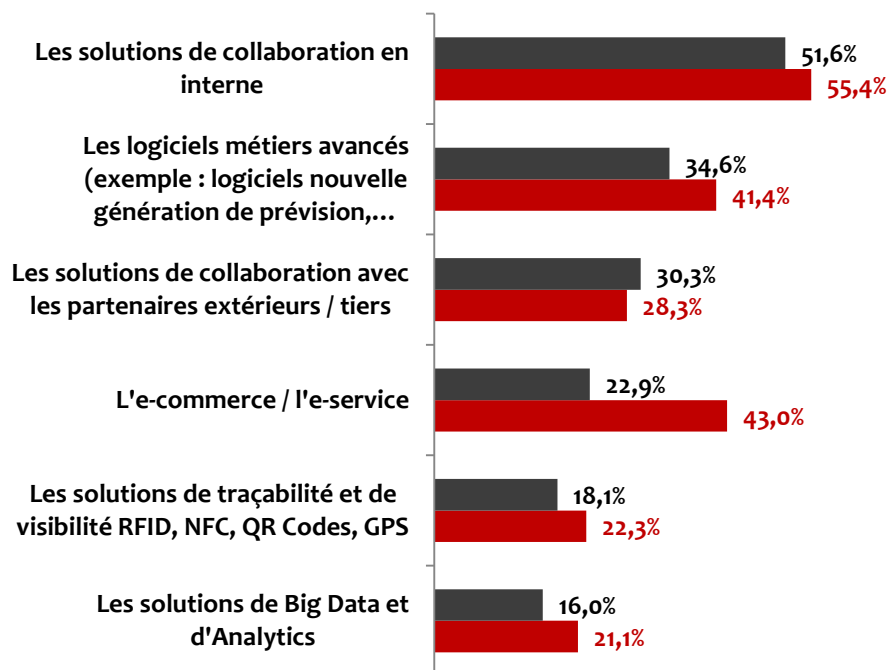 Les solutions de collaboration en
interne
51,6%
55,4%
Les logiciels métiers avancés
(exemple : logiciels nouvelle
génération de prévision,…
34,6%
41,4%
Les solutions de collaboration avec
les partenaires extérieurs / tiers
30,3%
28,3%
L'e-commerce / l'e-service
22,9%
43,0%
Les solutions de traçabilité et de
visibilité RFID, NFC, QR Codes, GPS
18,1%
22,3%
Les solutions de Big Data et
d'Analytics
16,0%
21,1%